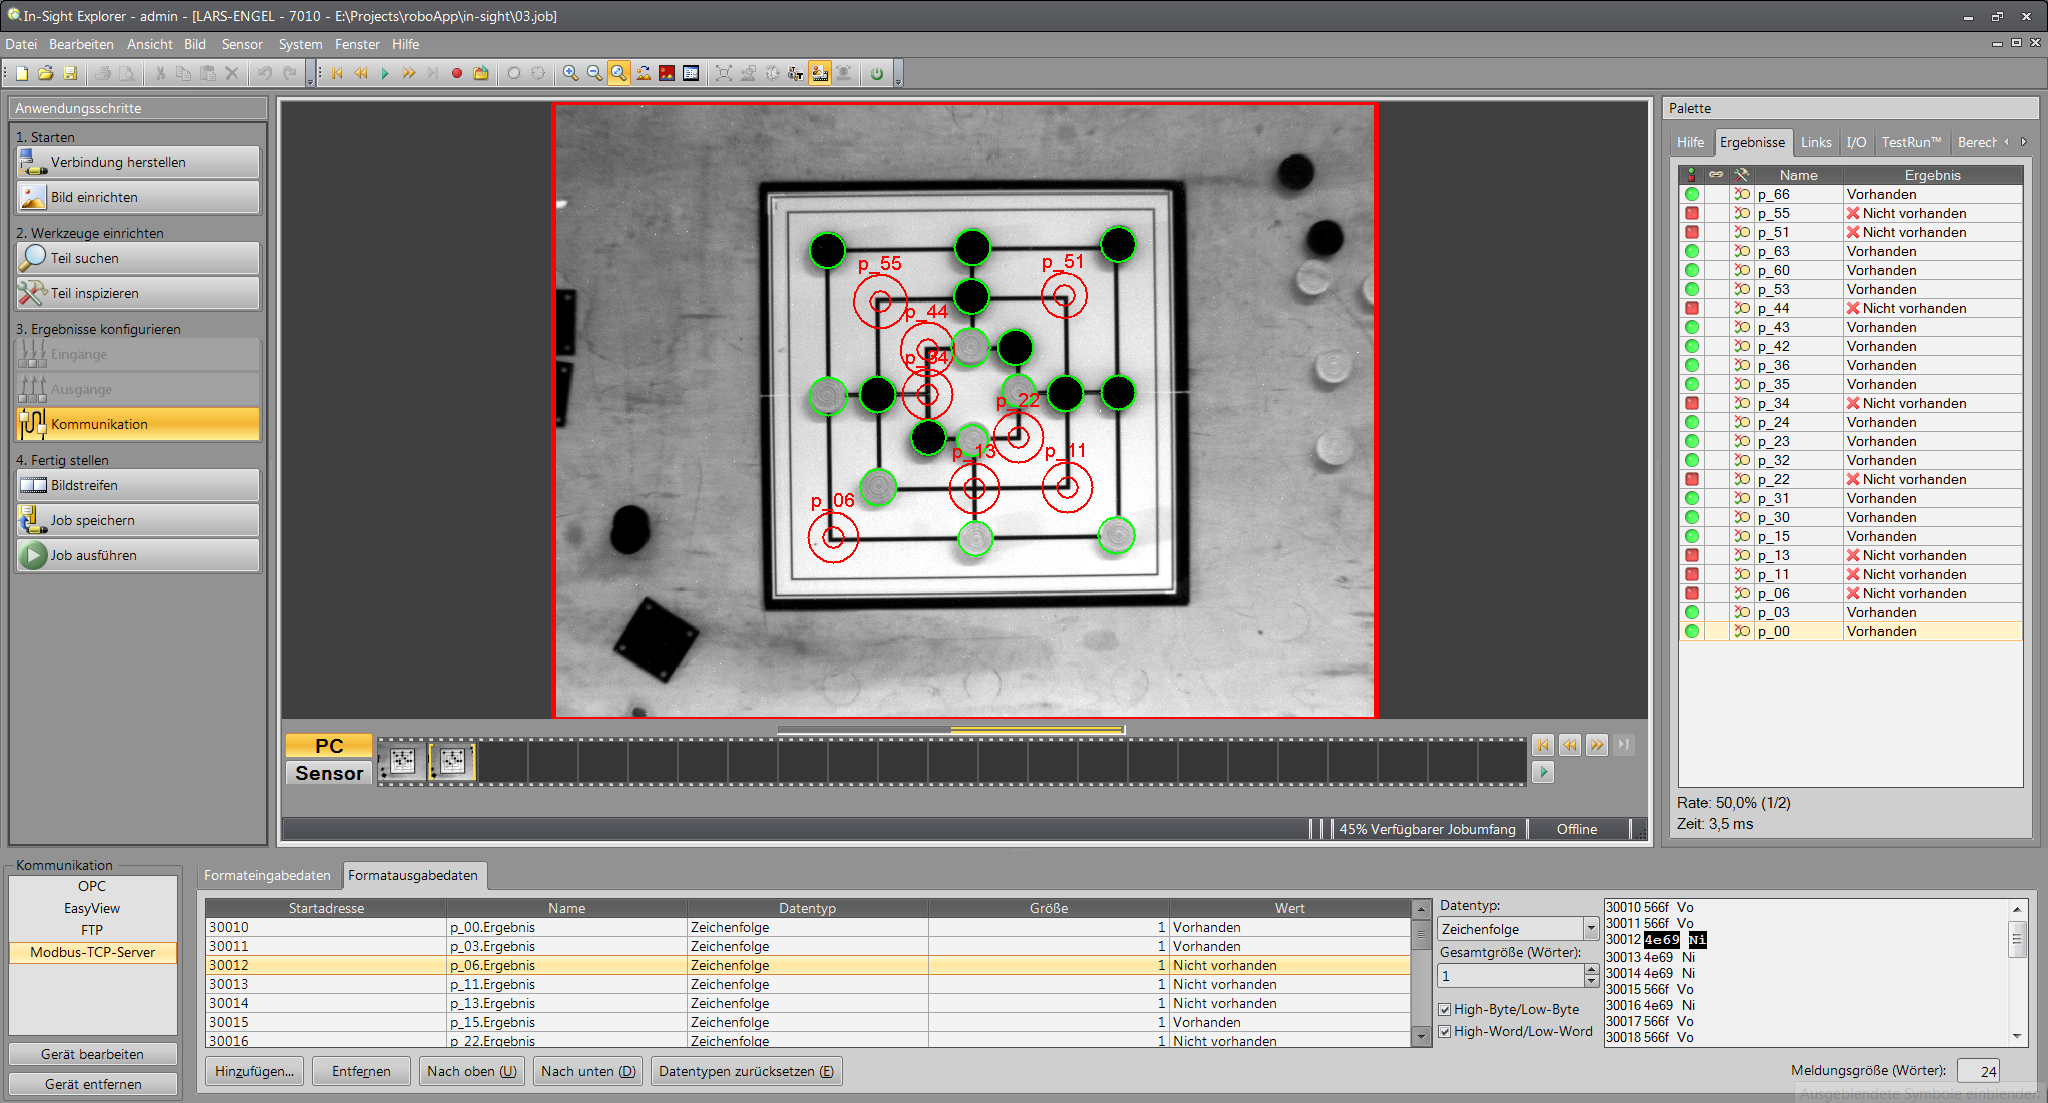 In-Sight Explorer - admin - [LARS-ENGEL - 7010 - E:\Projects\roboApp\in-sight\03.job]
Datei Bearbeiten Ansicht Bild Sensor System Fenster Hilfe
Anwendungsschritte
1. Starten
Verbindung herstellen
Bild einrichten
2. Werkzeuge einrichten
Teil suchen
Teil inspizieren
3. Ergebnisse konfigurieren
Eingänge
Ausgänge
Kommunikation
4. Fertig stellen
Bildstreifen
Job speichern
Job ausführen
p_55
p_51
p_44
p_34
p_22
p_13
p_11
p_06
PC
Sensor
45% Verfügbarer Jobumfang Offline
Palette
Hilfe Ergebnisse Links I/O TestRun™ Berech
Name Ergebnis
p_66 Vorhanden
p_55 Nicht vorhanden
p_51 Nicht vorhanden
p_63 Vorhanden
p_60 Vorhanden
p_53 Vorhanden
p_44 Nicht vorhanden
p_43 Vorhanden
p_42 Vorhanden
p_36 Vorhanden
p_35 Vorhanden
p_34 Nicht vorhanden
p_24 Vorhanden
p_23 Vorhanden
p_32 Vorhanden
p_22 Nicht vorhanden
p_31 Vorhanden
p_30 Vorhanden
p_15 Vorhanden
p_13 Nicht vorhanden
p_11 Nicht vorhanden
p_06 Nicht vorhanden
p_03 Vorhanden
p_00 Vorhanden
Rate: 50,0% (1/2)
Zeit: 3,5 ms
Kommunikation
OPC
EasyView
FTP
Modbus-TCP-Server
Gerät bearbeiten
Gerät entfernen
Formateingabedaten Formatausgabedaten
Startadresse Name Datentyp Größe Wert
30010 p_00.Ergebnis Zeichenfolge 1 Vorhanden
30011 p_03.Ergebnis Zeichenfolge 1 Vorhanden
30012 p_06.Ergebnis Zeichenfolge 1 Nicht vorhanden
30013 p_11.Ergebnis Zeichenfolge 1 Nicht vorhanden
30014 p_13.Ergebnis Zeichenfolge 1 Nicht vorhanden
30015 p_15.Ergebnis Zeichenfolge 1 Vorhanden
30016 p_22.Ergebnis Zeichenfolge 1 Nicht vorhanden
Hinzufügen... Entfernen Nach oben (U) Nach unten (D) Datentypen zurücksetzen (E)
Datentyp:
Zeichenfolge
Gesamtgröße (Wörter):
1
High-Byte/Low-Byte
High-Word/Low-Word
30010 566f Vo
30011 566f Vo
30012 4e69 Ni
30013 4e69 Ni
30014 4e69 Ni
30015 566f Vo
30016 4e69 Ni
30017 566f Vo
30018 566f Vo
Meldungsgröße (Wörter): 24
Ausgeblendete Symbole einblenden